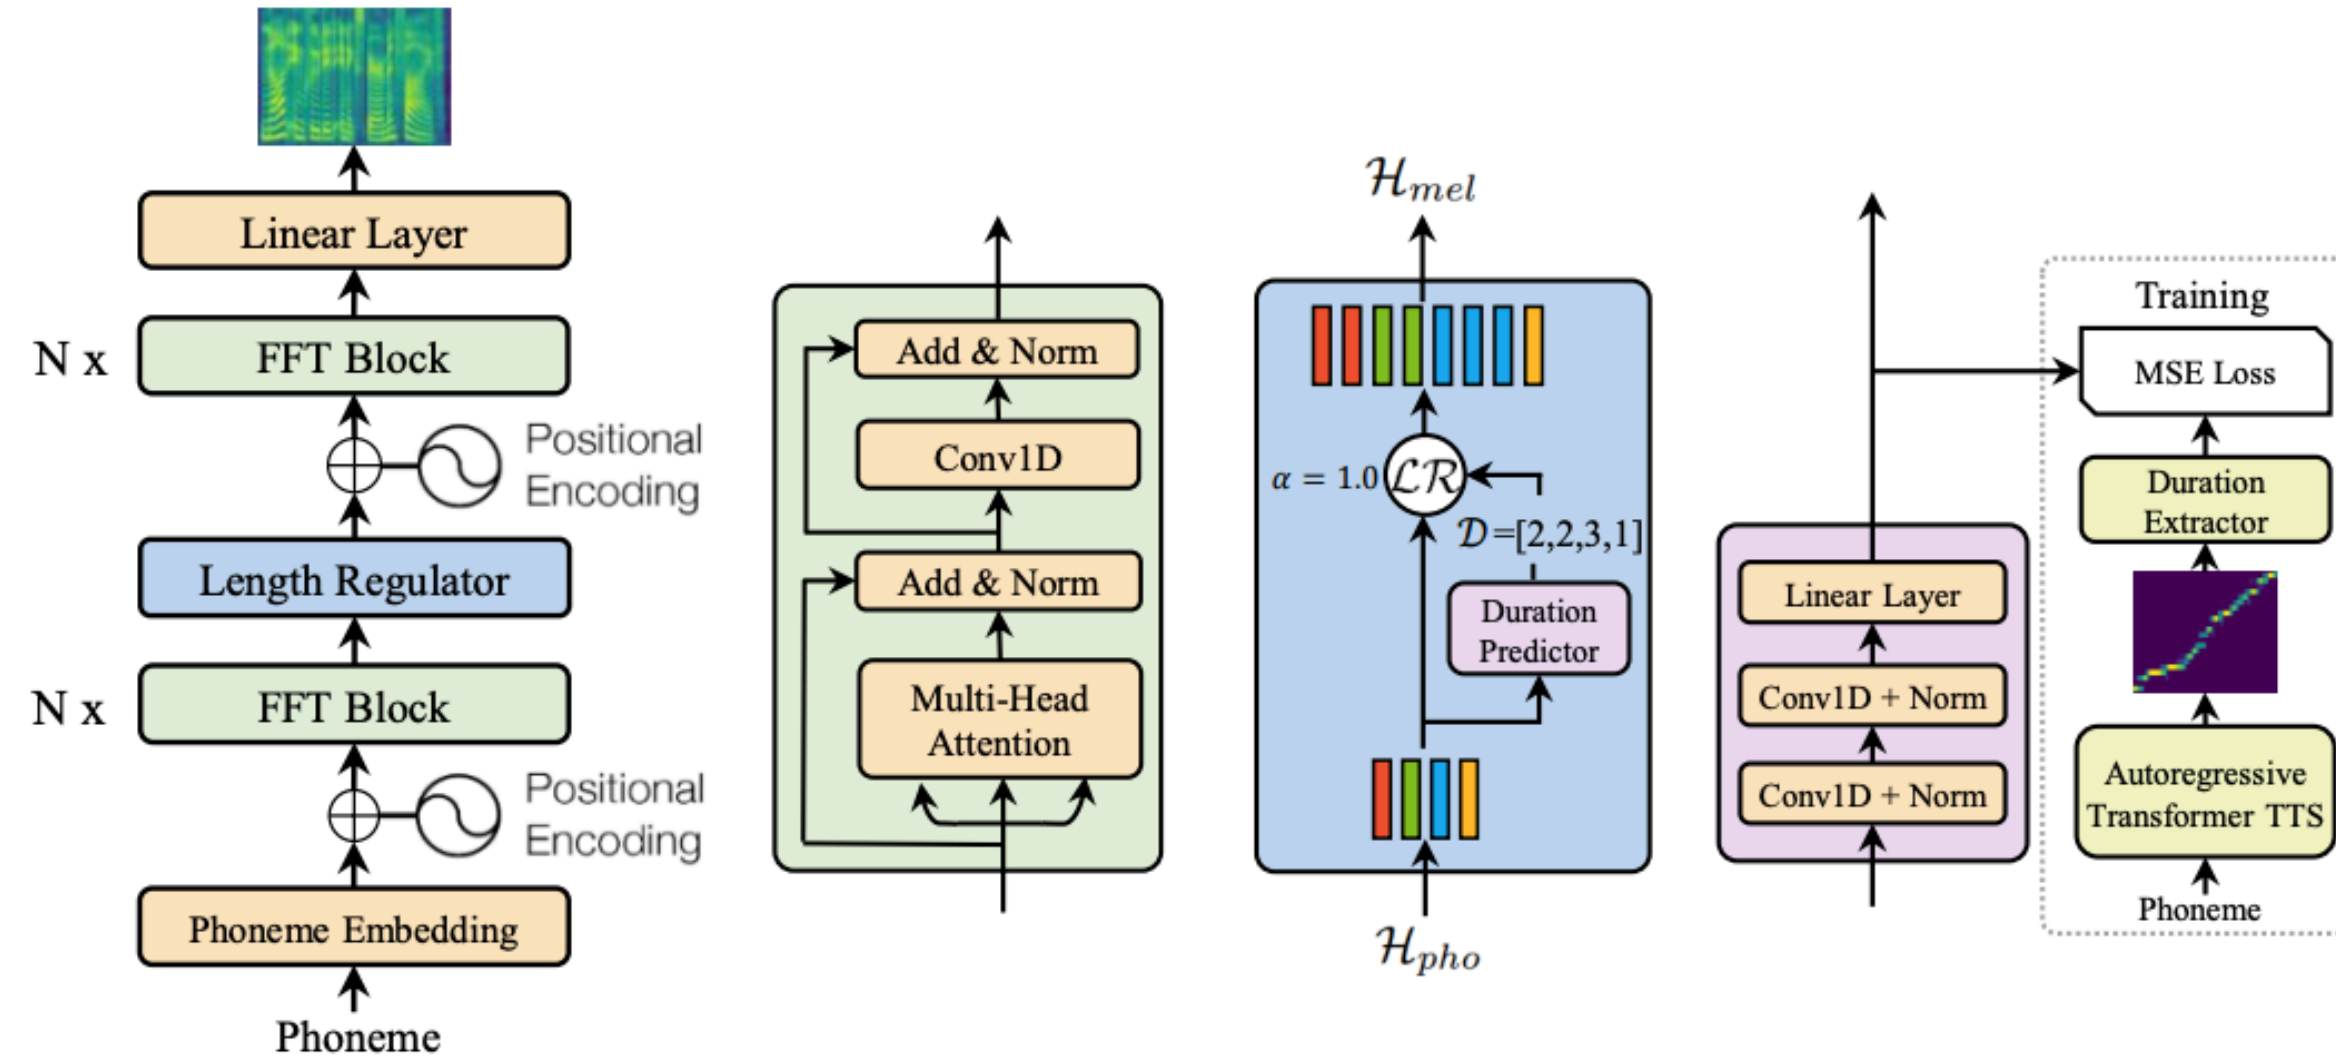 Linear Layer
N x
FFT Block
Positional
Encoding
Length Regulator
N x
FFT Block
Positional
Encoding
Phoneme Embedding
Phoneme
Add & Norm
Conv1D
Add & Norm
Multi-Head
Attention
ℋ_mel
α = 1.0
ℒℛ
𝒟=[2,2,3,1]
Duration
Predictor
ℋ_pho
Linear Layer
Conv1D + Norm
Conv1D + Norm
Training
MSE Loss
Duration
Extractor
Autoregressive
Transformer TTS
Phoneme